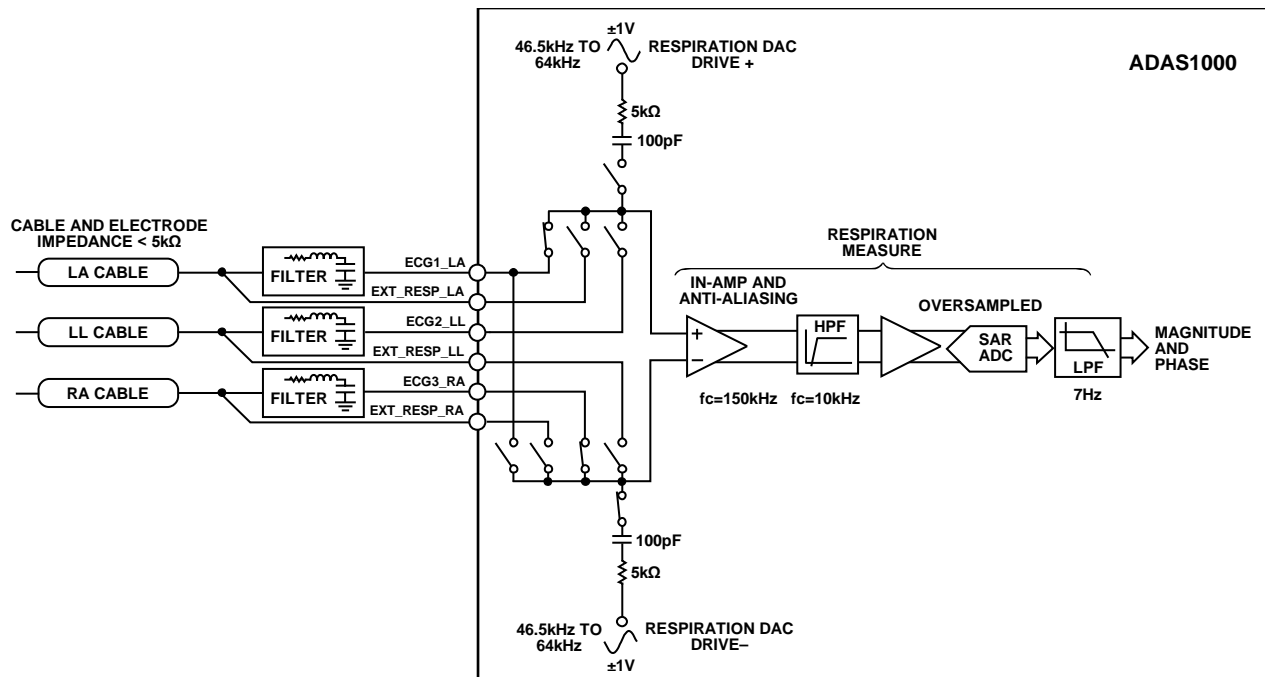 ±1V
46.5kHz TO
64kHz
RESPIRATION DAC
DRIVE +
ADAS1000
5kΩ
100pF
CABLE AND ELECTRODE
IMPEDANCE < 5kΩ
LA CABLE
FILTER
ECG1_LA
EXT_RESP_LA
LL CABLE
FILTER
ECG2_LL
EXT_RESP_LL
RA CABLE
FILTER
ECG3_RA
EXT_RESP_RA
RESPIRATION
MEASURE
IN-AMP AND
ANTI-ALIASING
OVERSAMPLED
+
–
HPF
SAR
ADC
LPF
MAGNITUDE
AND
PHASE
fc=150kHz
fc=10kHz
7Hz
100pF
5kΩ
46.5kHz TO
64kHz
RESPIRATION DAC
DRIVE–
±1V